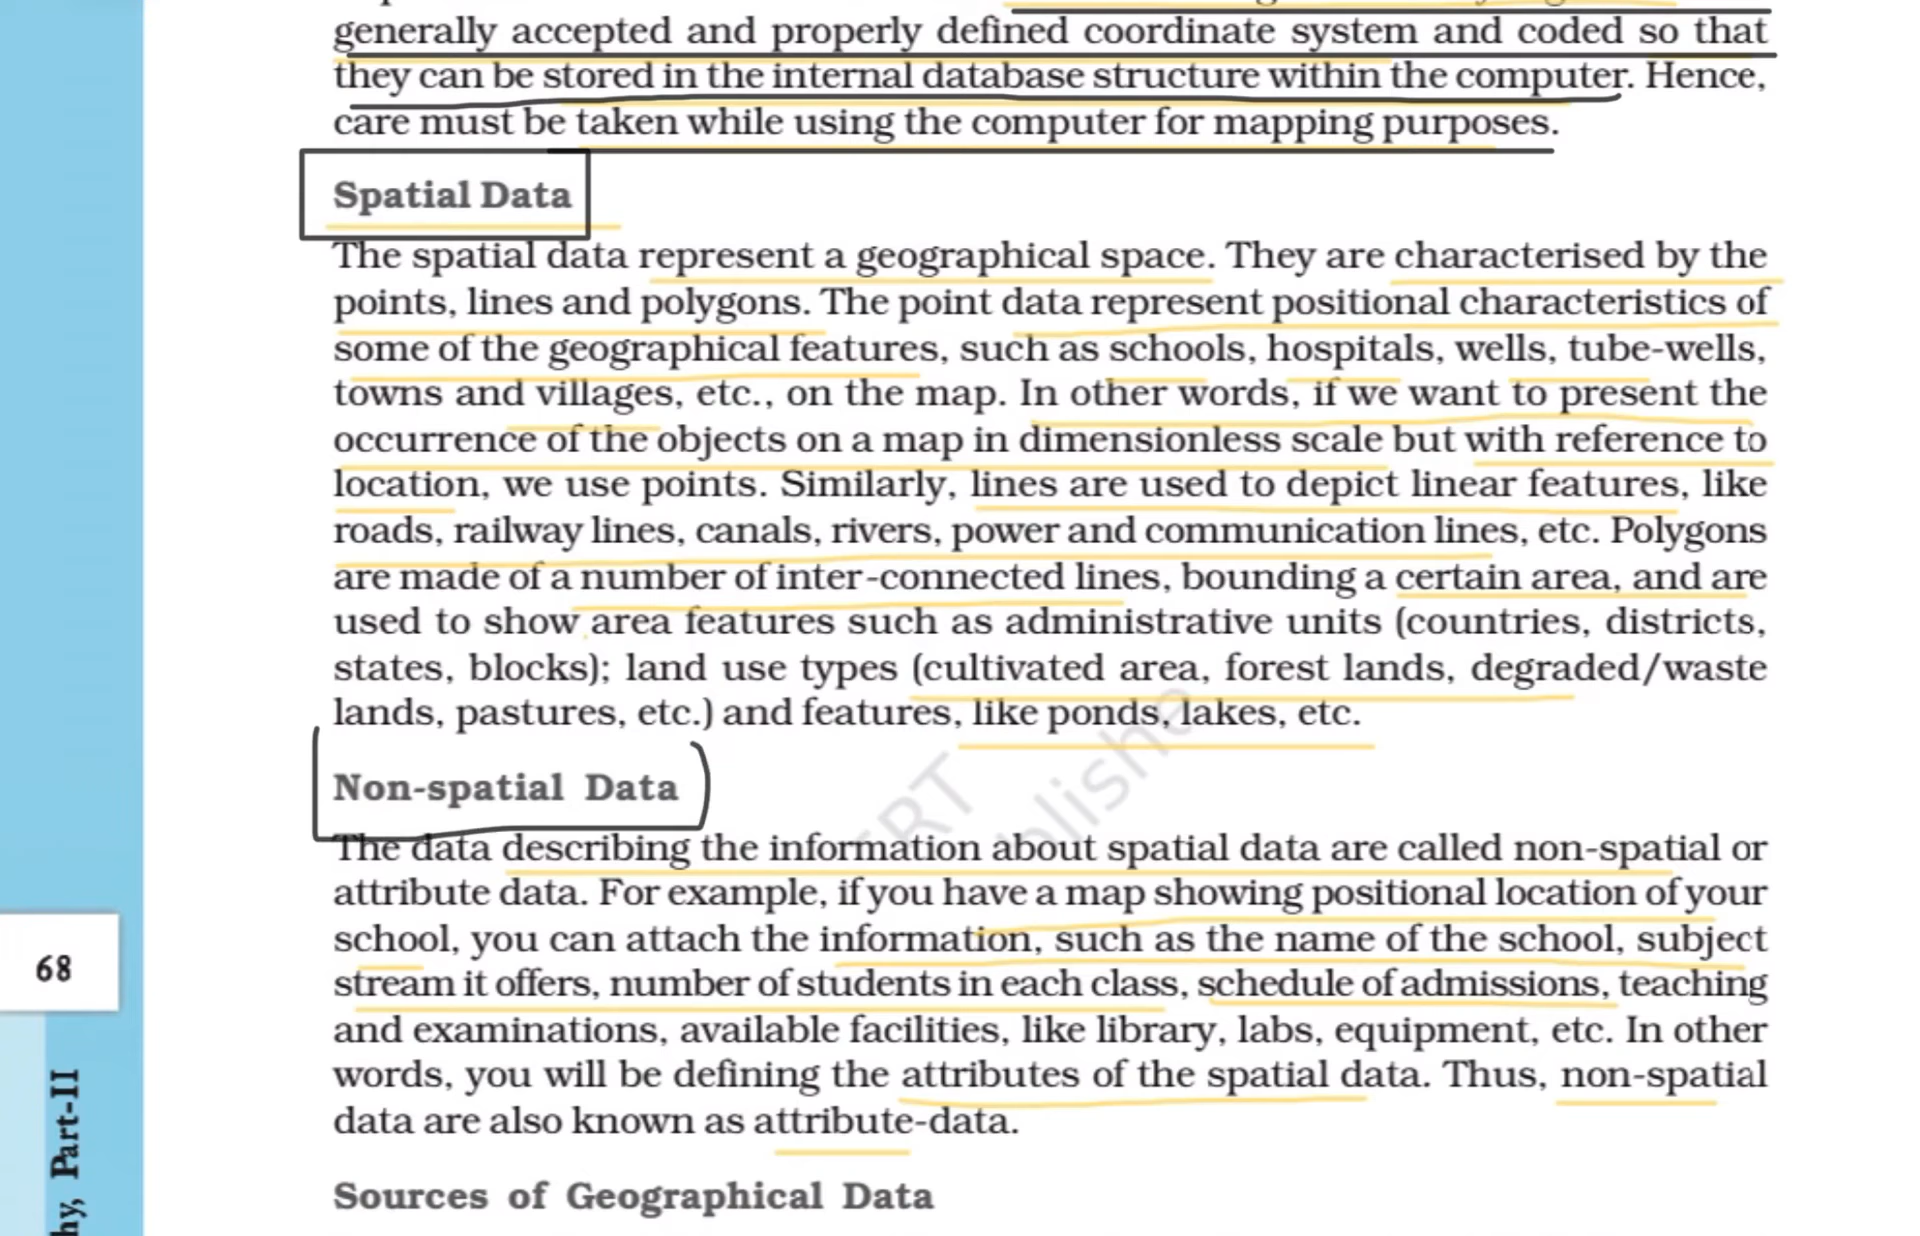 generally accepted and properly defined coordinate system and coded so that
they can be stored in the internal database structure within the computer. Hence,
care must be taken while using the computer for mapping purposes.
Spatial Data
The spatial data represent a geographical space. They are characterised by the
points, lines and polygons. The point data represent positional characteristics of
some of the geographical features, such as schools, hospitals, wells, tube-wells,
towns and villages, etc., on the map. In other words, if we want to present the
occurrence of the objects on a map in dimensionless scale but with reference to
location, we use points. Similarly, lines are used to depict linear features, like
roads, railway lines, canals, rivers, power and communication lines, etc. Polygons
are made of a number of inter-connected lines, bounding a certain area, and are
used to show area features such as administrative units (countries, districts,
states, blocks); land use types (cultivated area, forest lands, degraded/waste
lands, pastures, etc.) and features, like ponds, lakes, etc.
Non-spatial Data
The data describing the information about spatial data are called non-spatial or
attribute data. For example, if you have a map showing positional location of your
school, you can attach the information, such as the name of the school, subject
stream it offers, number of students in each class, schedule of admissions, teaching
and examinations, available facilities, like library, labs, equipment, etc. In other
words, you will be defining the attributes of the spatial data. Thus, non-spatial
data are also known as attribute-data.
Sources of Geographical Data
68
hy, Part-II
ERT
blishe